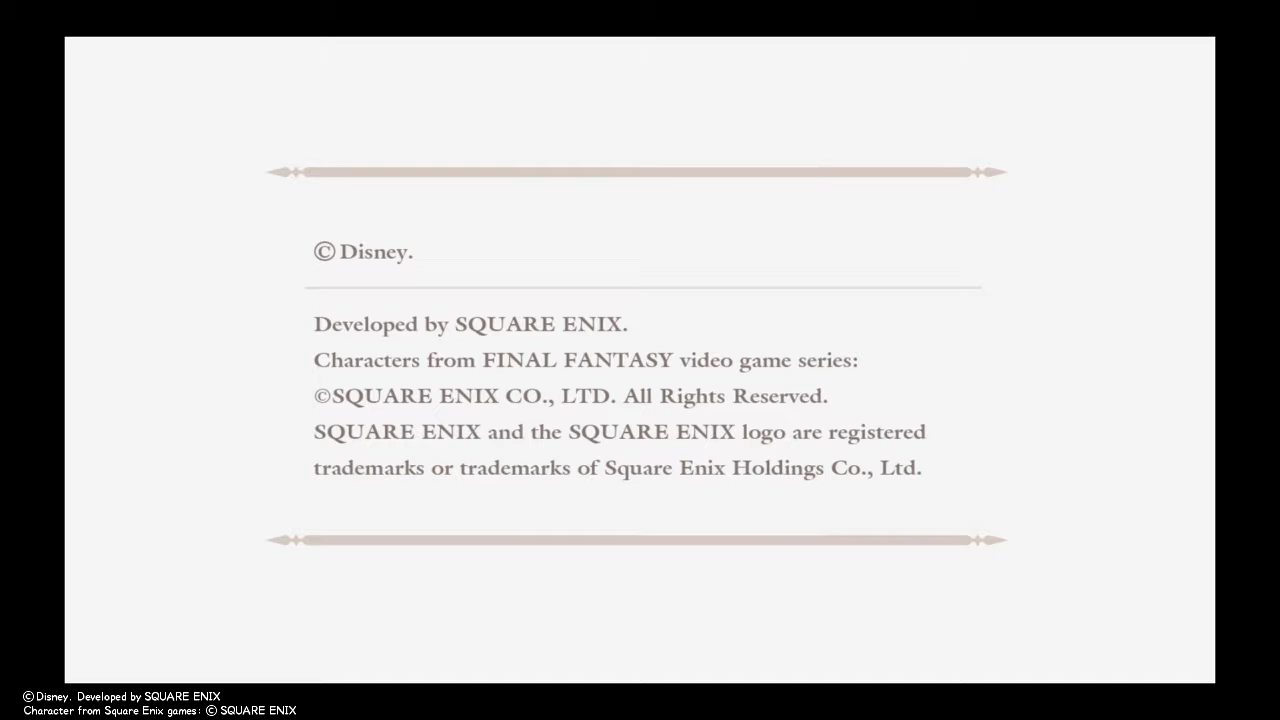 © Disney.
Developed by SQUARE ENIX.
Characters from FINAL FANTASY video game series:
©SQUARE ENIX CO., LTD. All Rights Reserved.
SQUARE ENIX and the SQUARE ENIX logo are registered
trademarks or trademarks of Square Enix Holdings Co., Ltd.
© Disney. Developed by SQUARE ENIX
Character from Square Enix games: © SQUARE ENIX